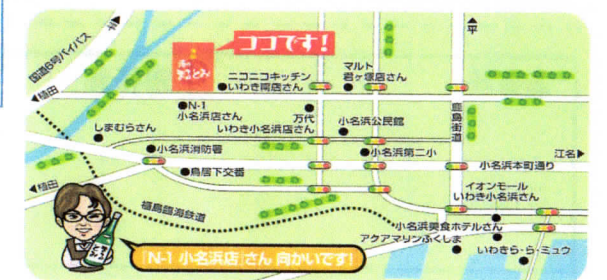 平
国道6号バイパス
平
ココです!
植田
ニコニコキッチン
いわき南店さん
マルト
君ヶ塚店さん
N-1
小名浜店さん
万代
いわき小名浜店さん
小名浜公民館
鹿島街道
しまむらさん
小名浜消防署
小名浜第二小
江名
小名浜本町通り
鳥居下交番
植田
イオンモール
いわき小名浜さん
福島臨海鉄道
小名浜美食ホテルさん
アクアマリンふくしま
いわきら・ら・ミュウ
「N-1 小名浜店」さん 向かいです!